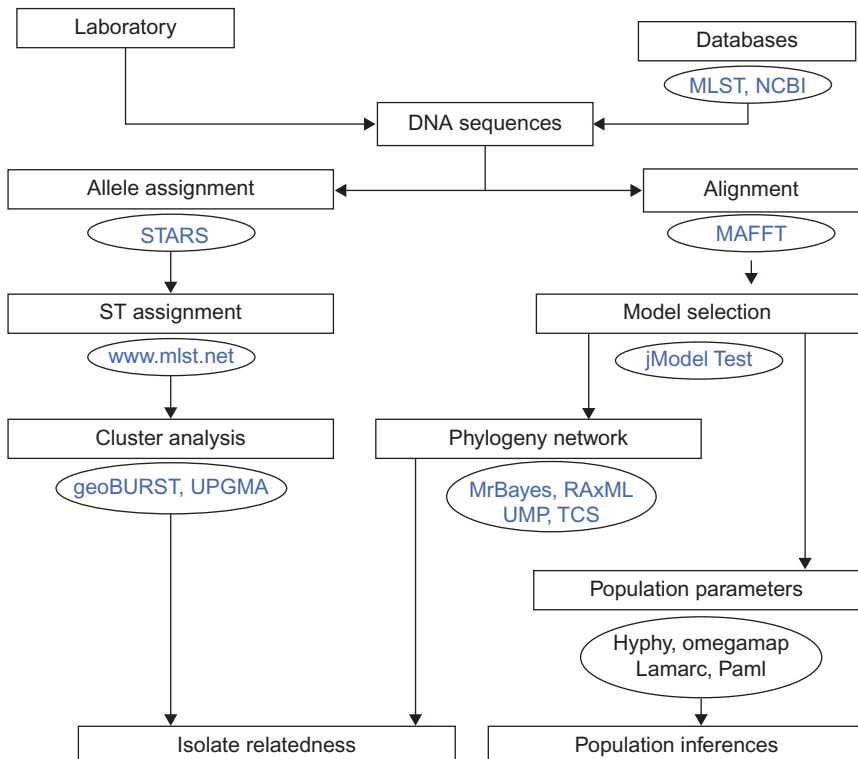 Laboratory
Databases
MLST, NCBI
DNA sequences
Allele assignment
Alignment
STARS
MAFFT
ST assignment
Model selection
www.mlst.net
jModel Test
Cluster analysis
Phylogeny network
geoBURST, UPGMA
MrBayes, RAxML
UMP, TCS
Population parameters
Hyphy, omegamap
Lamarc, Paml
Isolate relatedness
Population inferences